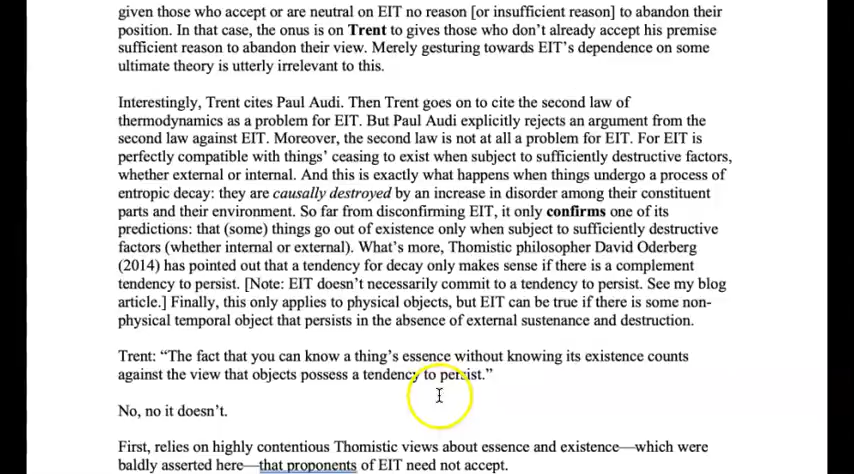 given those who accept or are neutral on EIT no reason [or insufficient reason] to abandon their
position. In that case, the onus is on Trent to gives those who don't already accept his premise
sufficient reason to abandon their view. Merely gesturing towards EIT's dependence on some
ultimate theory is utterly irrelevant to this.
Interestingly, Trent cites Paul Audi. Then Trent goes on to cite the second law of
thermodynamics as a problem for EIT. But Paul Audi explicitly rejects an argument from the
second law against EIT. Moreover, the second law is not at all a problem for EIT. For EIT is
perfectly compatible with things' ceasing to exist when subject to sufficiently destructive factors,
whether external or internal. And this is exactly what happens when things undergo a process of
entropic decay: they are causally destroyed by an increase in disorder among their constituent
parts and their environment. So far from disconfirming EIT, it only confirms one of its
predictions: that (some) things go out of existence only when subject to sufficiently destructive
factors (whether internal or external). What's more, Thomistic philosopher David Oderberg
(2014) has pointed out that a tendency for decay only makes sense if there is a complement
tendency to persist. [Note: EIT doesn't necessarily commit to a tendency to persist. See my blog
article.] Finally, this only applies to physical objects, but EIT can be true if there is some non-
physical temporal object that persists in the absence of external sustenance and destruction.
Trent: "The fact that you can know a thing's essence without knowing its existence counts
against the view that objects possess a tendency to persist."
No, no it doesn't.
First, relies on highly contentious Thomistic views about essence and existence—which were
baldly asserted here—that proponents of EIT need not accept.